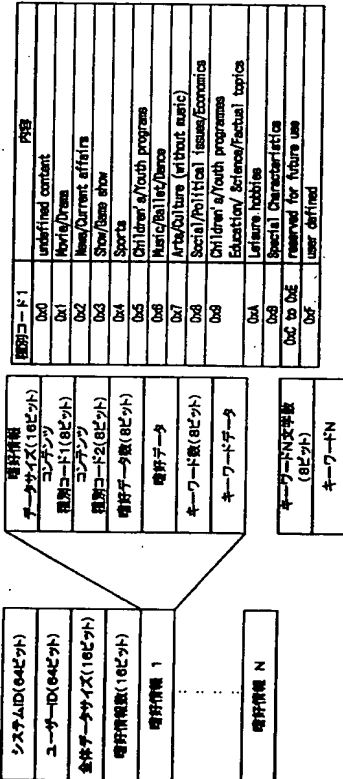 システムID(64ビット)
ユーザーID(64ビット)
全体データサイズ(16ビット)
嗜好情報数(16ビット)
嗜好情報 1
嗜好情報 N
嗜好情報
データサイズ(16ビット)
コンテンツ
種別コード1(8ビット)
コンテンツ
種別コード2(8ビット)
嗜好データ数(8ビット)
嗜好データ
キーワード数(8ビット)
キーワードデータ
キーワードN文字数
(8ビット)
キーワードN
種別コード1 内容
0x0 undefined content
0x1 Movie/Drama
0x2 News/Current affairs
0x3 Show/Game show
0x4 Sports
0x5 Children's/Youth programs
0x6 Music/Ballet/Dance
0x7 Arts/Culture (without music)
0x8 Social/Political issues/Economics
0x9 Children's/Youth programmes
Education/ Science/Factual topics
0xA Leisure hobbies
0xB Special Characteristics
0xC to 0xE reserved for future use
0xF user defined